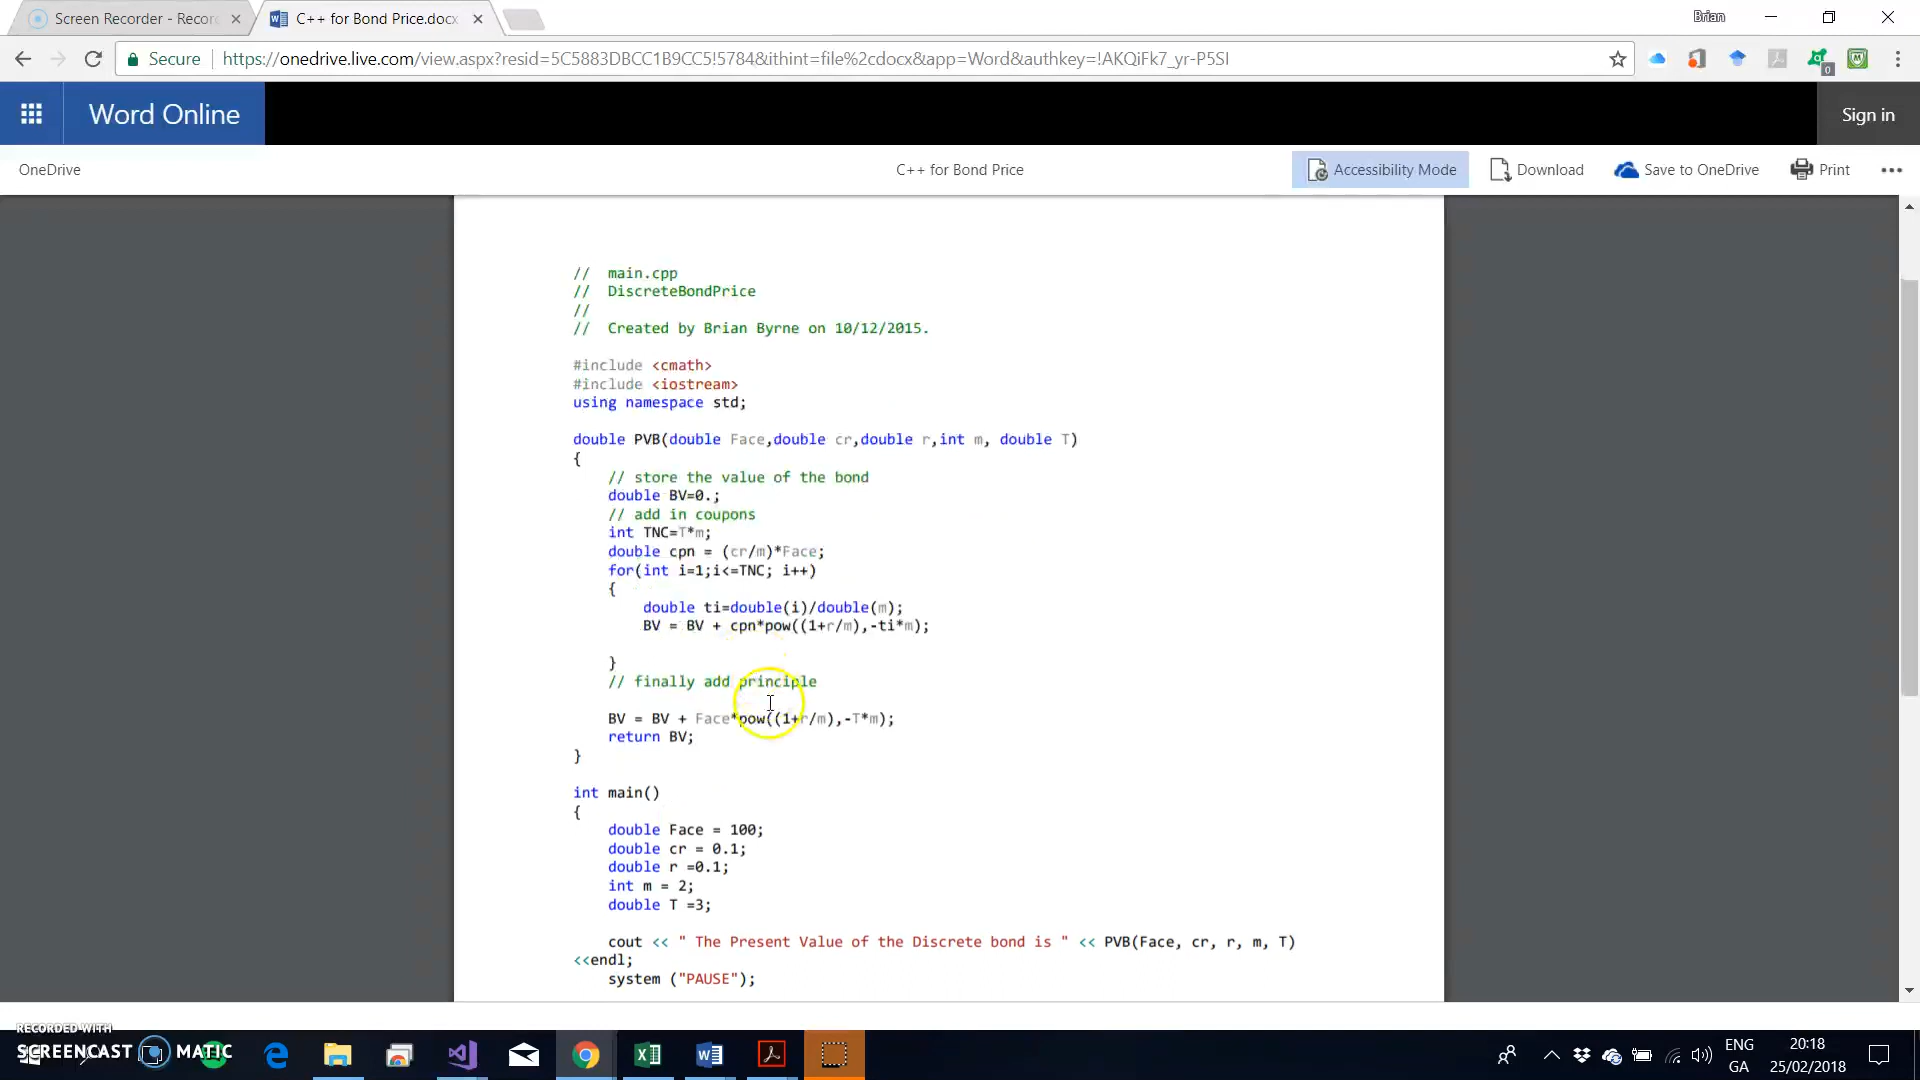 Screen Recorder - Recor
C++ for Bond Price.docx
Brian
Secure
https://onedrive.live.com/view.aspx?resid=5C5883DBCC1B9CC5!5784&ithint=file%2cdocx&app=Word&authkey=!AKQiFk7_yr-P5SI
0
Word Online
Sign in
OneDrive
C++ for Bond Price
Accessibility Mode
Download
Save to OneDrive
Print
// main.cpp
// DiscreteBondPrice
//
// Created by Brian Byrne on 10/12/2015.
#include <cmath>
#include <iostream>
using namespace std;
double PVB(double Face,double cr,double r,int m, double T)
{
// store the value of the bond
double BV=0.;
// add in coupons
int TNC=T*m;
double cpn = (cr/m)*Face;
for(int i=1;i<=TNC; i++)
{
double ti=double(i)/double(m);
BV = BV + cpn*pow((1+r/m),-ti*m);
}
// finally add principle
BV = BV + Face*pow((1+r/m),-T*m);
return BV;
}
int main()
{
double Face = 100;
double cr = 0.1;
double r =0.1;
int m = 2;
double T =3;
cout << " The Present Value of the Discrete bond is " << PVB(Face, cr, r, m, T)
<<endl;
system ("PAUSE");
RECORDED WITH
SCREENCAST MATIC
ENG
GA
20:18
25/02/2018